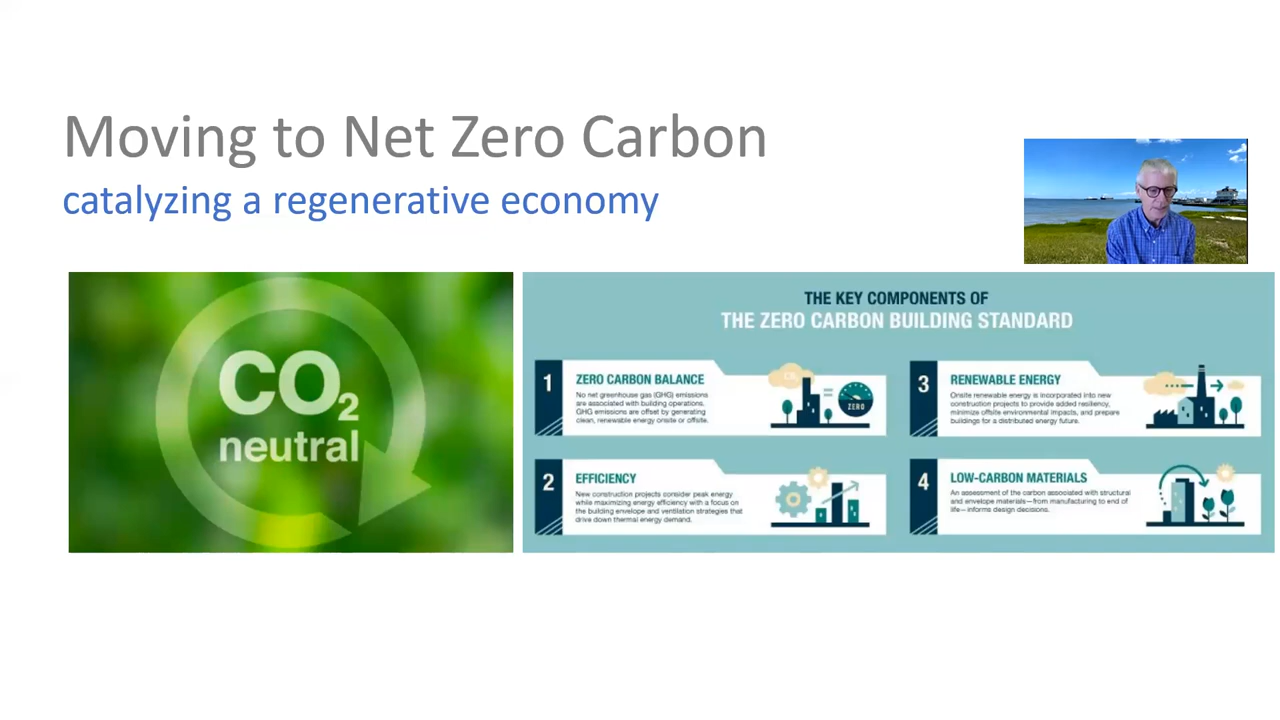 Moving to Net Zero Carbon
catalyzing a regenerative economy
CO2
neutral
THE KEY COMPONENTS OF
THE ZERO CARBON BUILDING STANDARD
1
ZERO CARBON BALANCE
No net greenhouse gas (GHG) emissions
are associated with building operations.
GHG emissions are offset by generating
clean, renewable energy onsite or offsite.
CO2
ZERO
2
EFFICIENCY
New construction projects consider peak energy
while maximizing energy efficiency with a focus on
the building envelope and ventilation strategies that
drive down thermal energy demand.
3
RENEWABLE ENERGY
Onsite renewable energy is incorporated into new
construction projects to provide added resiliency,
minimize offsite environmental impacts, and prepare
buildings for a distributed energy future.
4
LOW-CARBON MATERIALS
An assessment of the carbon associated with structural
and envelope materials—from manufacturing to end of
life—informs design decisions.